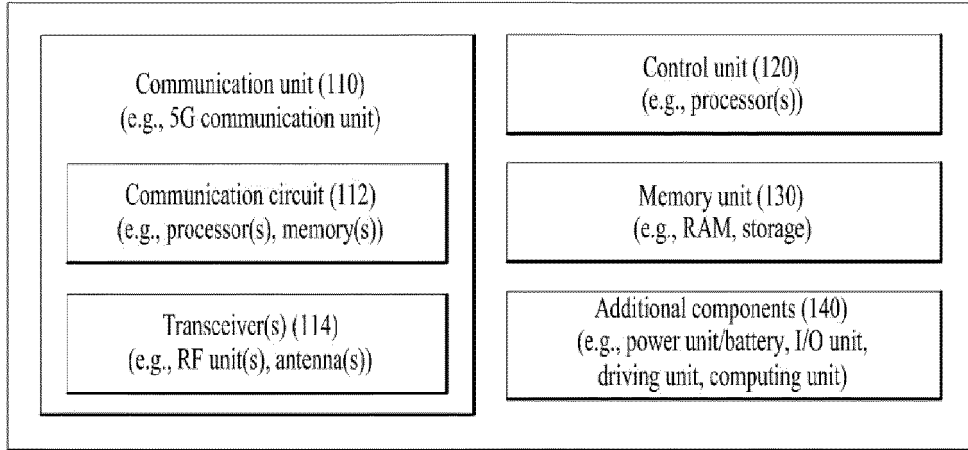 Communication unit (110)
(e.g., 5G communication unit)
Communication circuit (112)
(e.g., processor(s), memory(s))
Transceiver(s) (114)
(e.g., RF unit(s), antenna(s))
Control unit (120)
(e.g., processor(s))
Memory unit (130)
(e.g., RAM, storage)
Additional components (140)
(e.g., power unit/battery, I/O unit,
driving unit, computing unit)